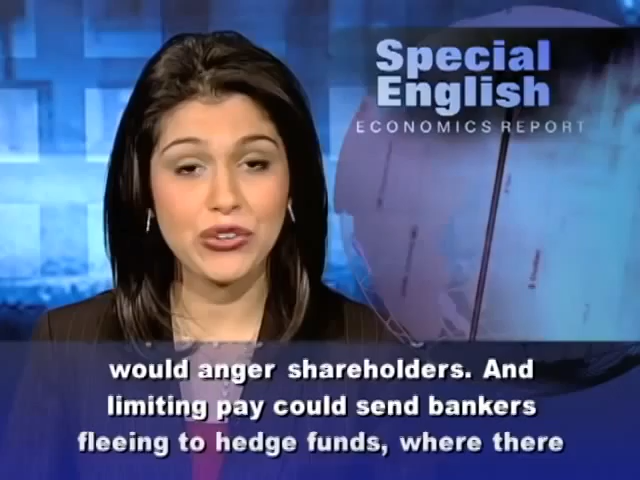 Special
English
ECONOMICS REPORT
would anger shareholders. And
limiting pay could send bankers
fleeing to hedge funds, where there